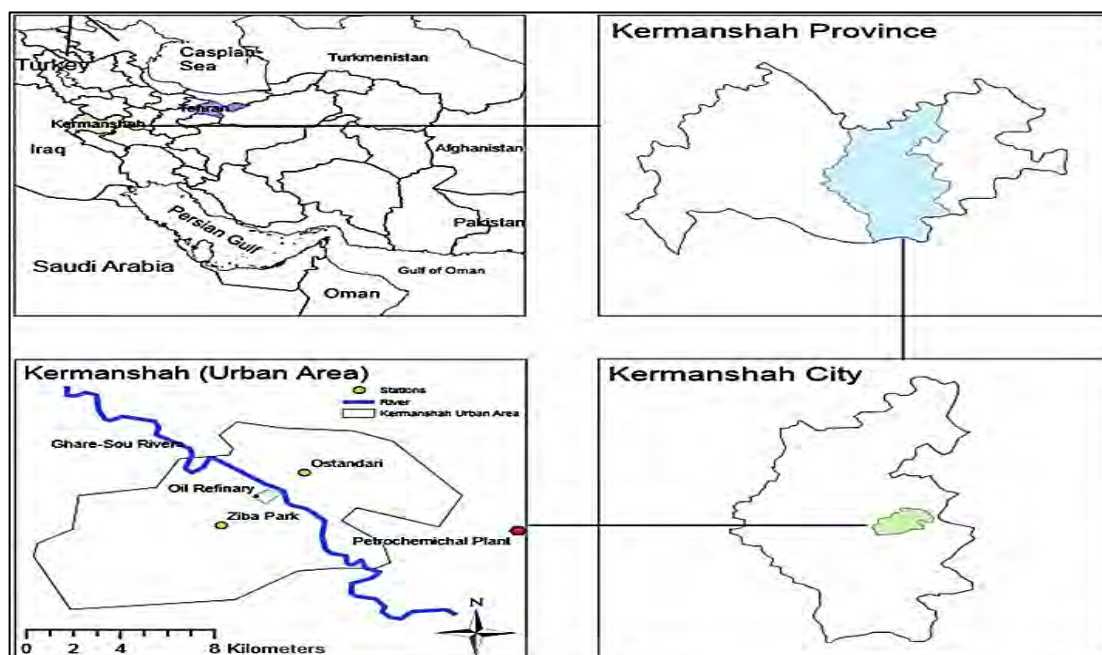 Caspian
Sea
Turkey
Turkmenistan
Tehran
Kermanshah
Iraq
Afghanistan
Pakistan
Persian Gulf
Saudi Arabia
Gulf of Oman
Oman
Kermanshah Province
Kermanshah (Urban Area)
Stations
River
Kermanshah Urban Area
Ghare-Sou Rivers
Ostandari
Oil Refinary
Ziba Park
Petrochemichal Plant
N
0 2 4 8 Kilometers
Kermanshah City